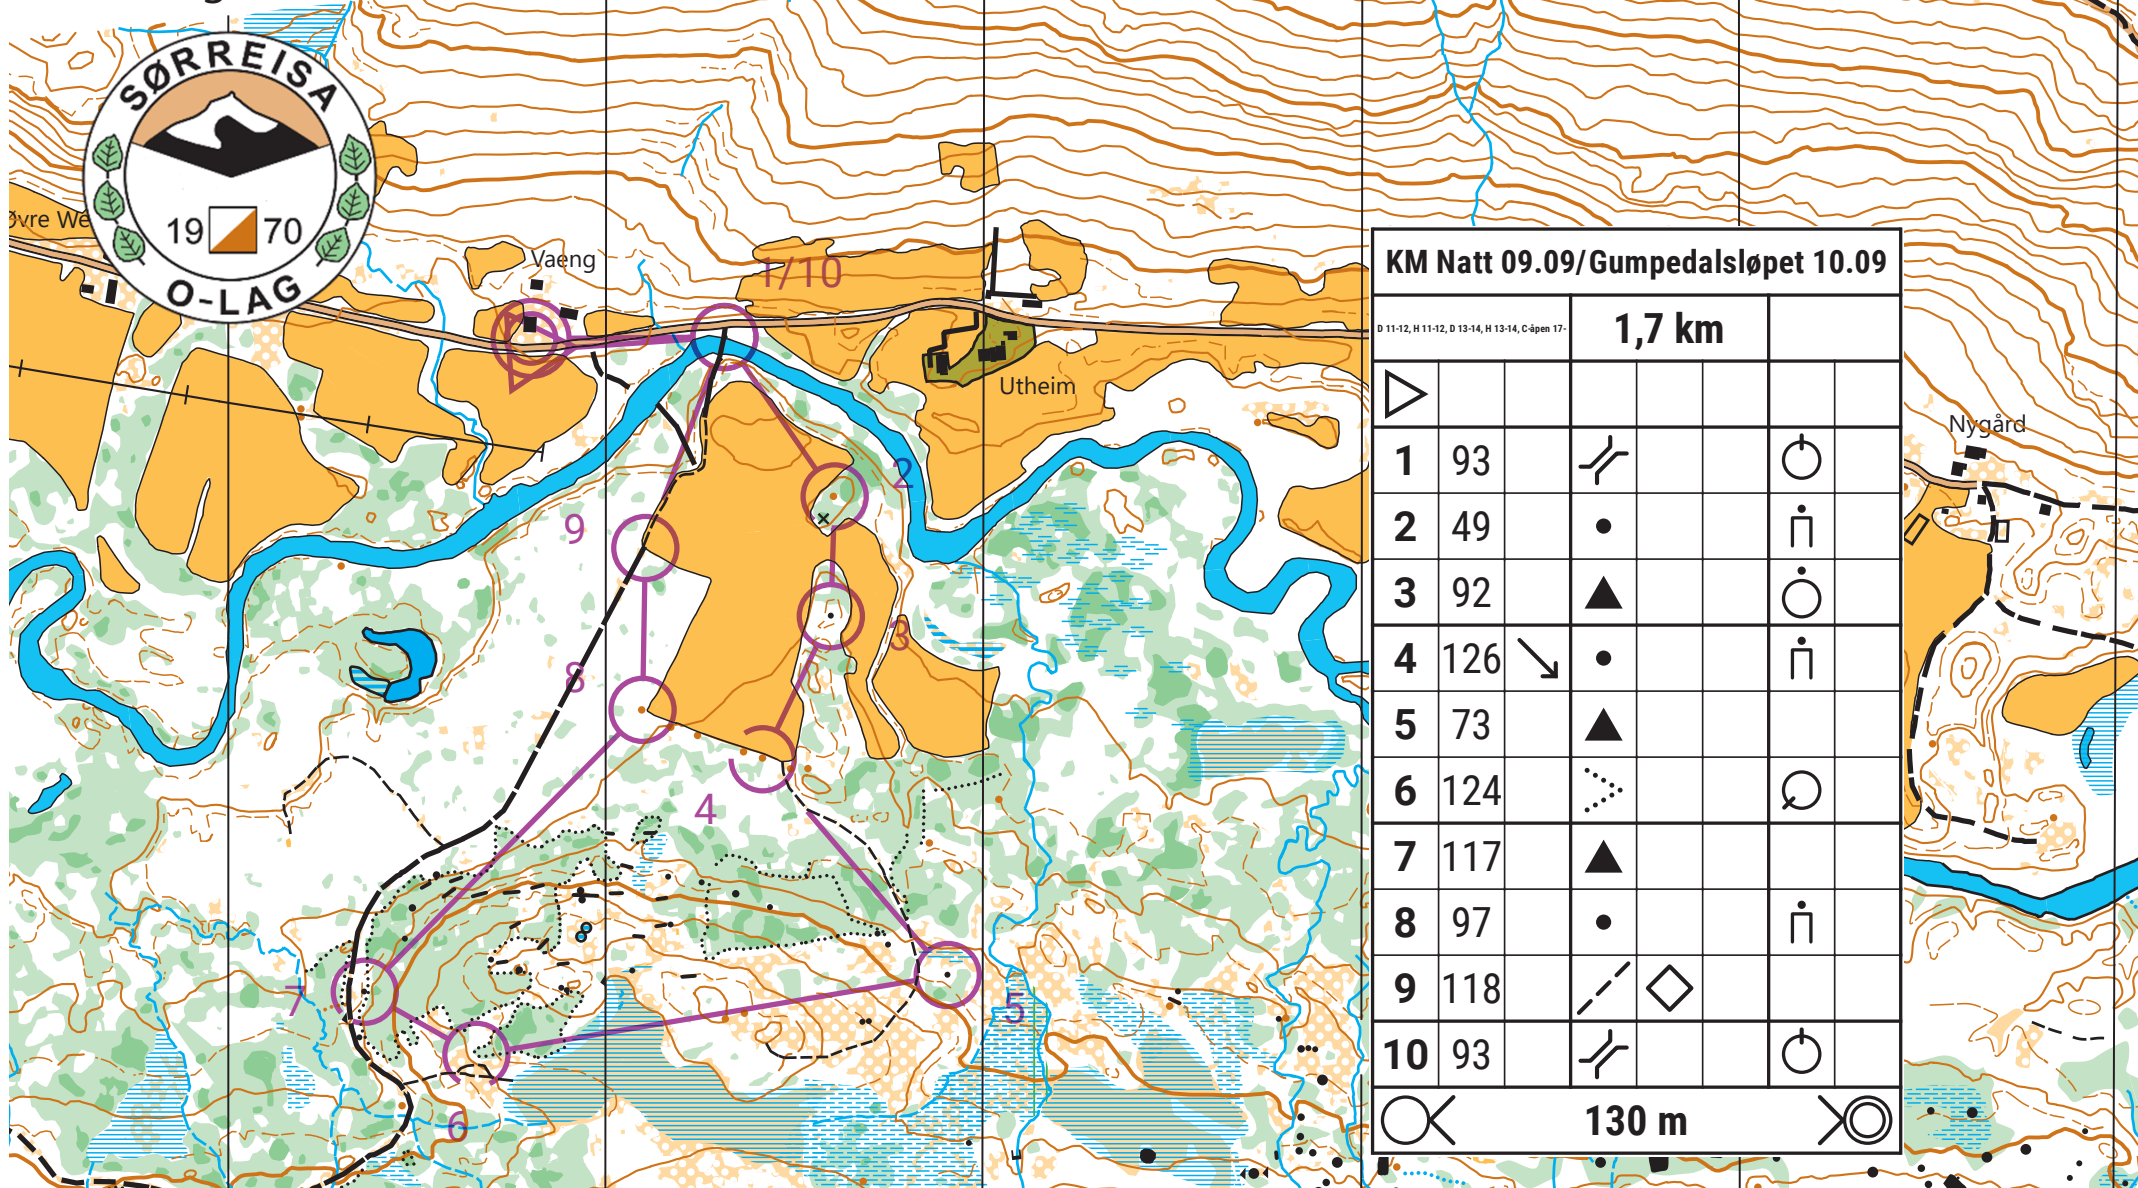 SØRREISA
19 70
O-LAG
Øvre We
Vaeng
Utheim
Nygård
1/10
2
3
4
5
6
7
8
9
KM Natt 09.09/Gumpedalsløpet 10.09
D 11-12, H 11-12, D 13-14, H 13-14, C-åpen 17- 1,7 km
1 93
2 49
3 92
4 126
5 73
6 124
7 117
8 97
9 118
10 93
130 m